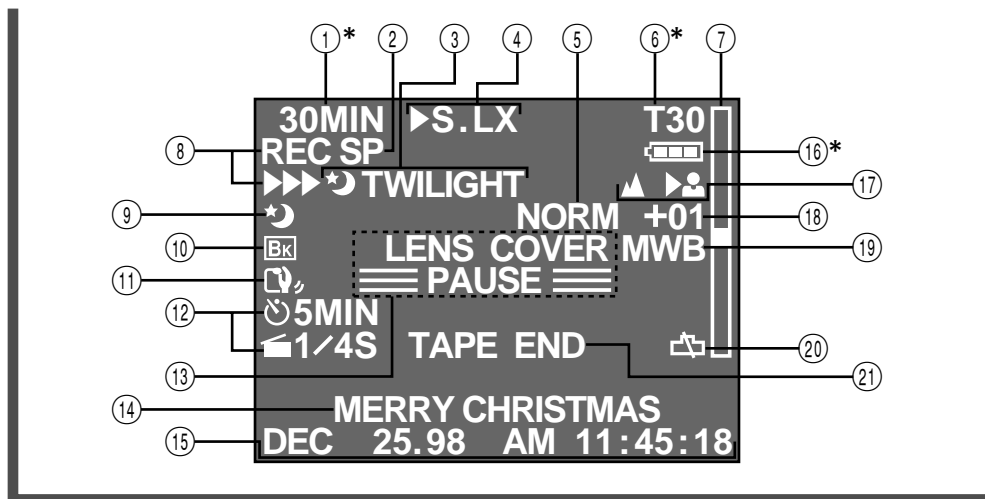 1* 2 3 4 5 6* 7
30MIN ▶S.LX T30
8 REC SP 16*
▶▶▶ TWILIGHT 17
9 NORM +01 18
10 BK LENS COVER MWB 19
11 PAUSE
12 5MIN
1/4S TAPE END 20
13 21
14 MERRY CHRISTMAS
15 DEC 25.98 AM 11:45:18